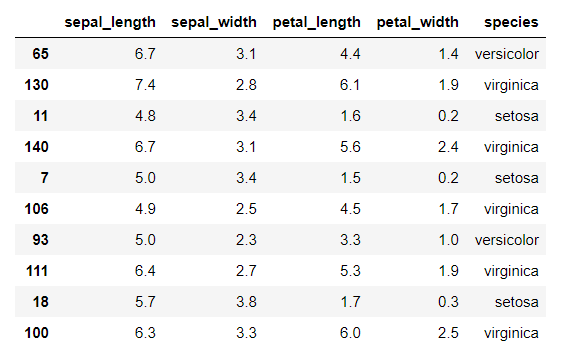 sepal_length sepal_width petal_length petal_width species
65 6.7 3.1 4.4 1.4 versicolor
130 7.4 2.8 6.1 1.9 virginica
11 4.8 3.4 1.6 0.2 setosa
140 6.7 3.1 5.6 2.4 virginica
7 5.0 3.4 1.5 0.2 setosa
106 4.9 2.5 4.5 1.7 virginica
93 5.0 2.3 3.3 1.0 versicolor
111 6.4 2.7 5.3 1.9 virginica
18 5.7 3.8 1.7 0.3 setosa
100 6.3 3.3 6.0 2.5 virginica